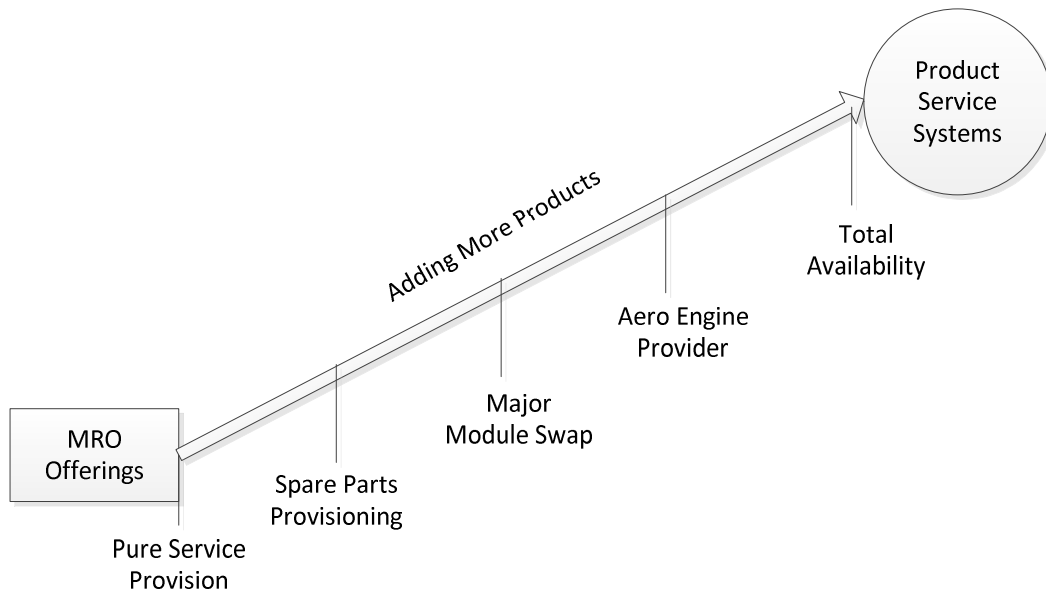 Product
Service
Systems
Adding More Products
Total
Availability
Aero Engine
Provider
Major
Module Swap
MRO
Offerings
Spare Parts
Provisioning
Pure Service
Provision